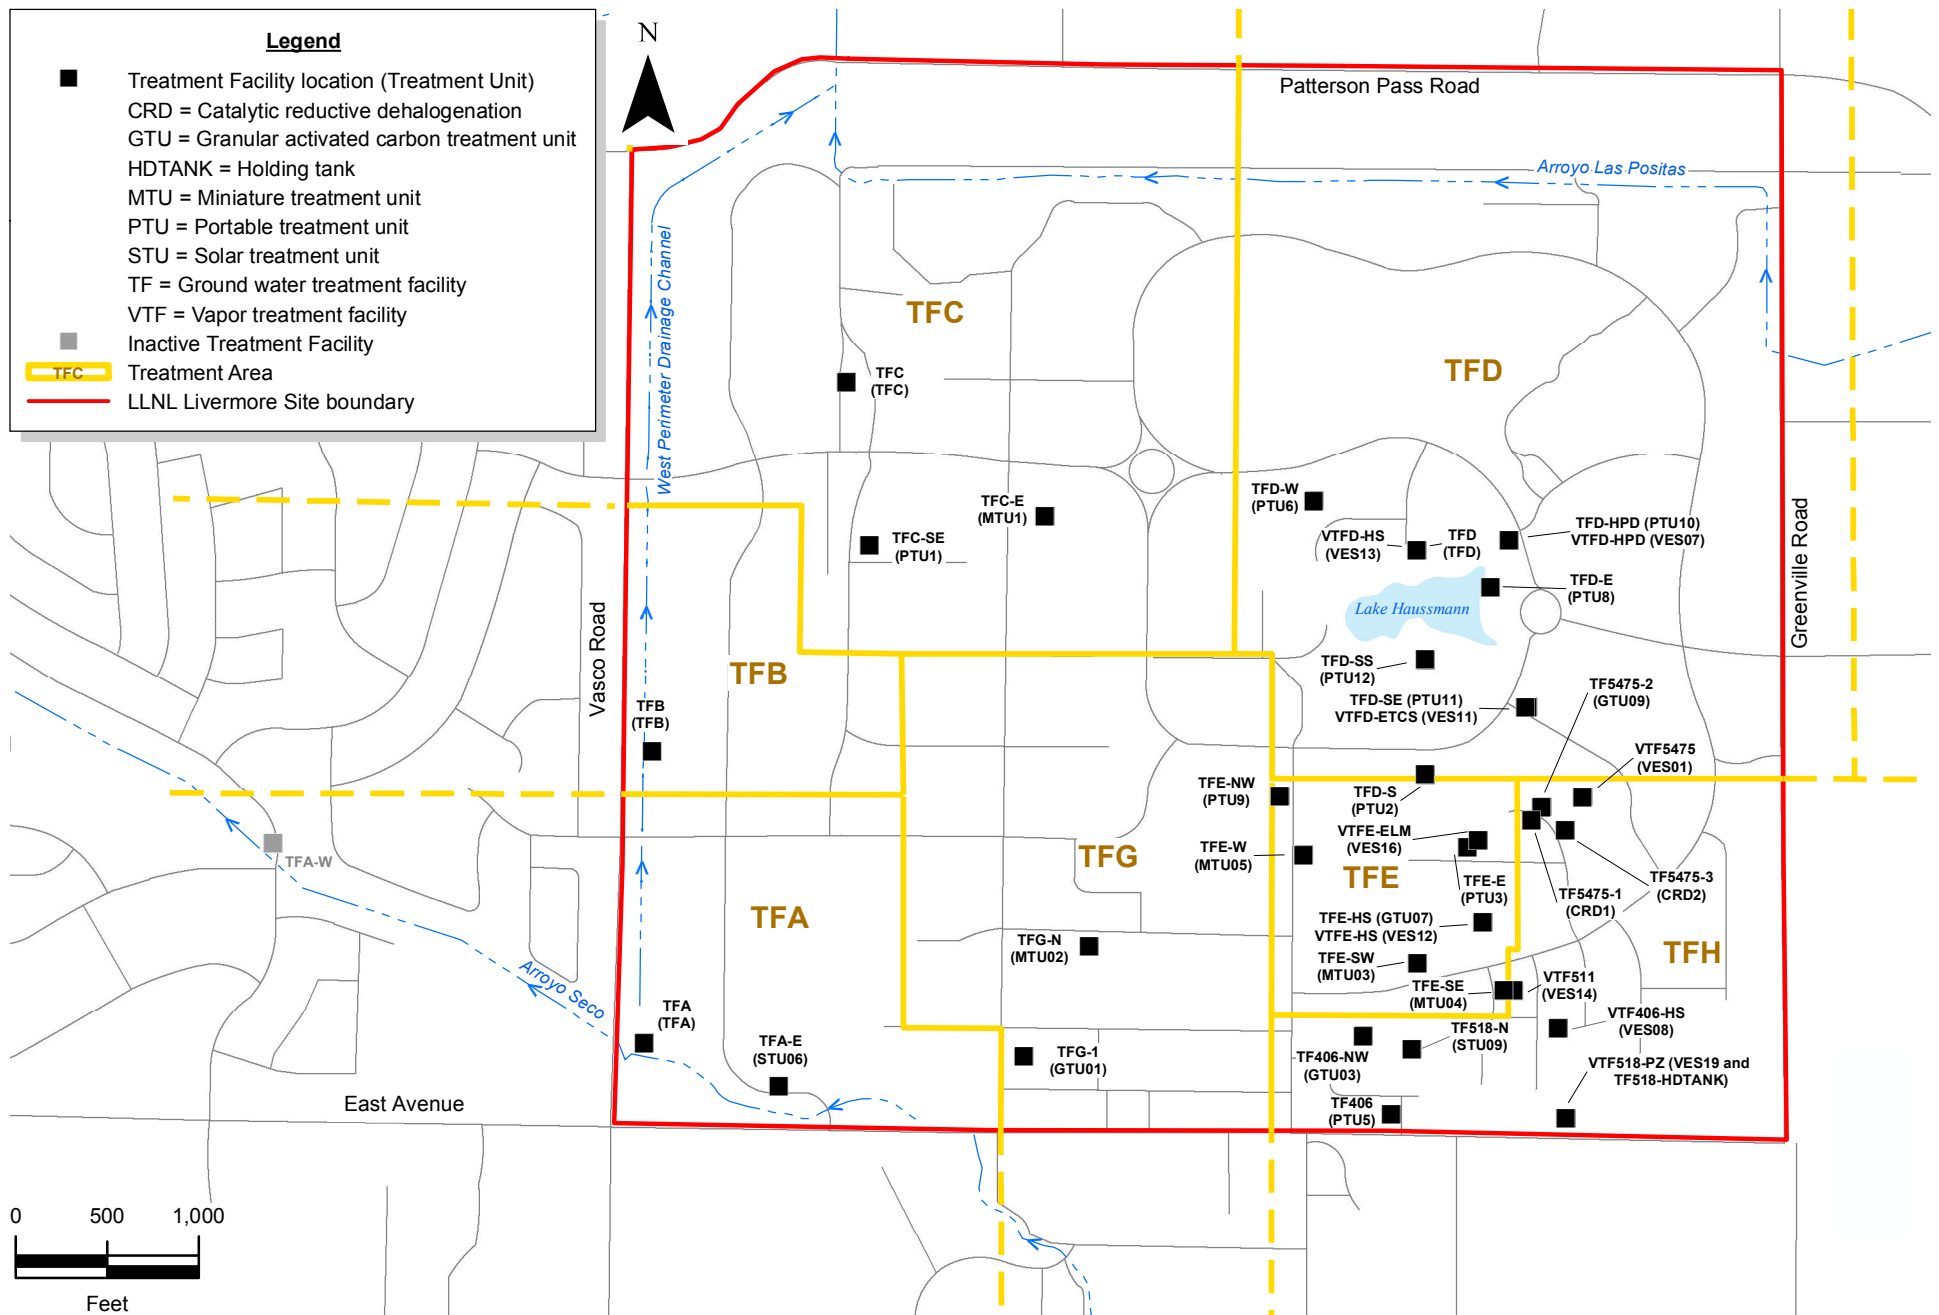 Legend
Treatment Facility location (Treatment Unit)
CRD = Catalytic reductive dehalogenation
GTU = Granular activated carbon treatment unit
HDTANK = Holding tank
MTU = Miniature treatment unit
PTU = Portable treatment unit
STU = Solar treatment unit
TF = Ground water treatment facility
VTF = Vapor treatment facility
Inactive Treatment Facility
TFC
Treatment Area
LLNL Livermore Site boundary
N
Patterson Pass Road
Arroyo Las Positas
West Perimeter Drainage Channel
TFC
TFC
(TFC)
TFD
TFC-E
(MTU1)
TFC-SE
(PTU1)
TFD-W
(PTU6)
VTFD-HS
(VES13)
TFD
(TFD)
TFD-HPD (PTU10)
VTFD-HPD (VES07)
TFD-E
(PTU8)
Lake Haussmann
Greenville Road
Vasco Road
TFB
TFB
(TFB)
TFD-SS
(PTU12)
TFD-SE (PTU11)
VTFD-ETCS (VES11)
TF5475-2
(GTU09)
VTF5475
(VES01)
TFE-NW
(PTU9)
TFD-S
(PTU2)
VTFE-ELM
(VES16)
TFE-W
(MTU05)
TFG
TFE
TFE-E
(PTU3)
TF5475-1
(CRD1)
TF5475-3
(CRD2)
TFA-W
TFA
TFE-HS (GTU07)
VTFE-HS (VES12)
TFG-N
(MTU02)
TFE-SW
(MTU03)
TFH
TFE-SE
(MTU04)
VTF511
(VES14)
Arroyo Seco
TFA
(TFA)
TFA-E
(STU06)
TFG-1
(GTU01)
TF406-NW
(GTU03)
TF518-N
(STU09)
VTF406-HS
(VES08)
VTF518-PZ (VES19 and
TF518-HDTANK)
TF406
(PTU5)
East Avenue
0 500 1,000
Feet